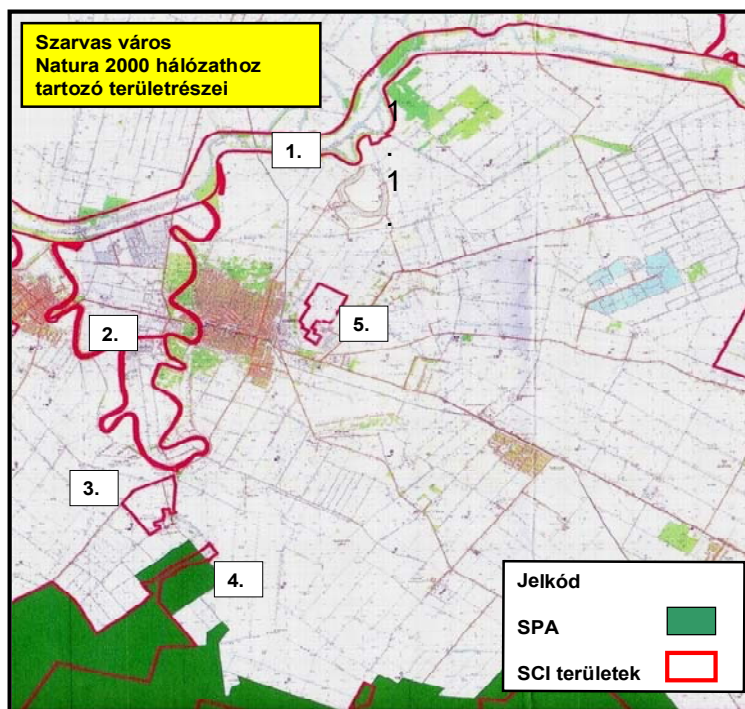 Szarvas város
Natura 2000 hálózathoz
tartozó területrészei
1
.
1
.
1.
2.
5.
3.
4.
Jelkód
SPA
SCI területek